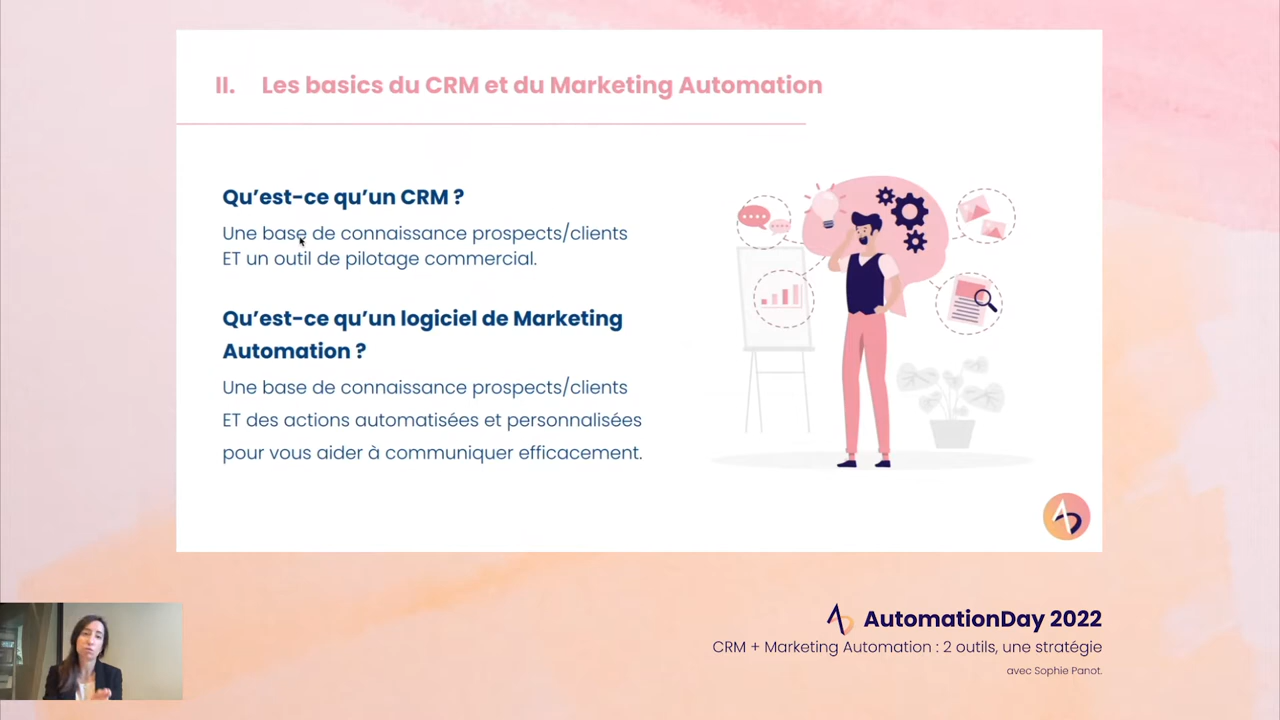 II. Les basics du CRM et du Marketing Automation
Qu’est-ce qu’un CRM ?
Une base de connaissance prospects/clients
ET un outil de pilotage commercial.
Qu’est-ce qu’un logiciel de Marketing
Automation ?
Une base de connaissance prospects/clients
ET des actions automatisées et personnalisées
pour vous aider à communiquer efficacement.
AutomationDay 2022
CRM + Marketing Automation : 2 outils, une stratégie
avec Sophie Panot.